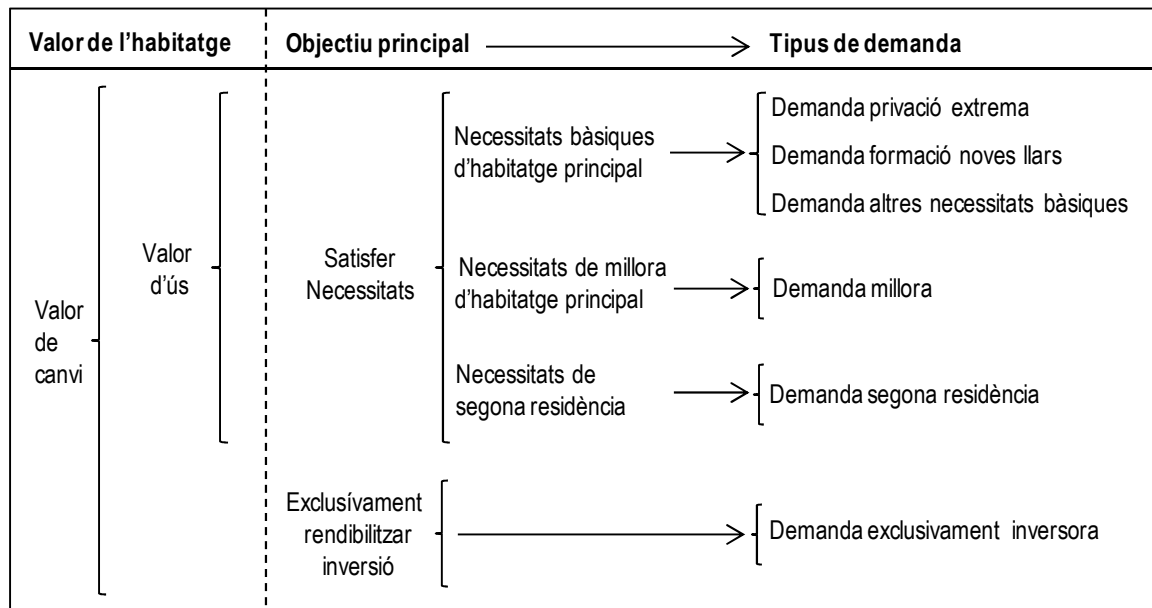 Valor de l’habitatge
Objectiu principal
Tipus de demanda
Valor
de
canvi
Valor
d’ús
Satisfer
Necessitats
Necessitats bàsiques
d’habitatge principal
Demanda privació extrema
Demanda formació noves llars
Demanda altres necessitats bàsiques
Necessitats de millora
d’habitatge principal
Demanda millora
Necessitats de
segona residència
Demanda segona residència
Exclusívament
rendibilitzar
inversió
Demanda exclusivament inversora